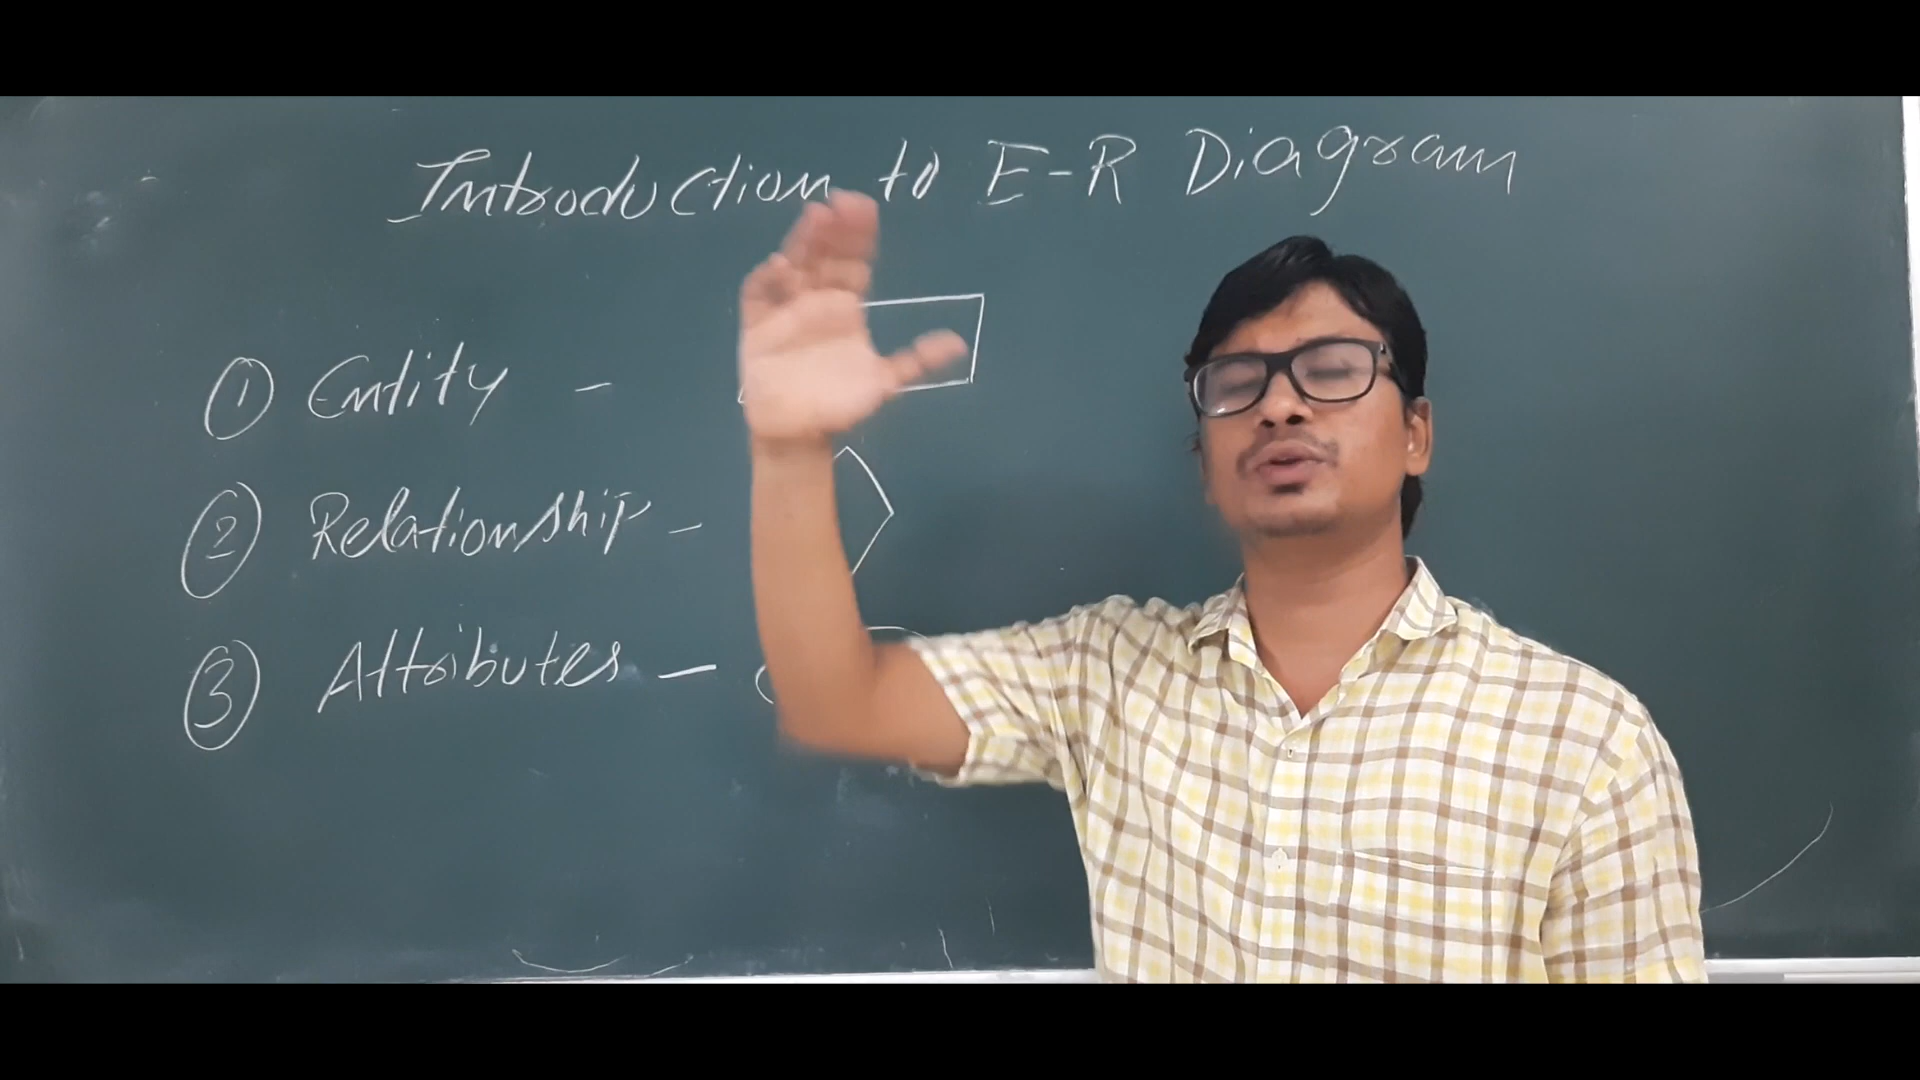 Introduction to E-R Diagram
① Entity -
② Relationship -
③ Attributes -